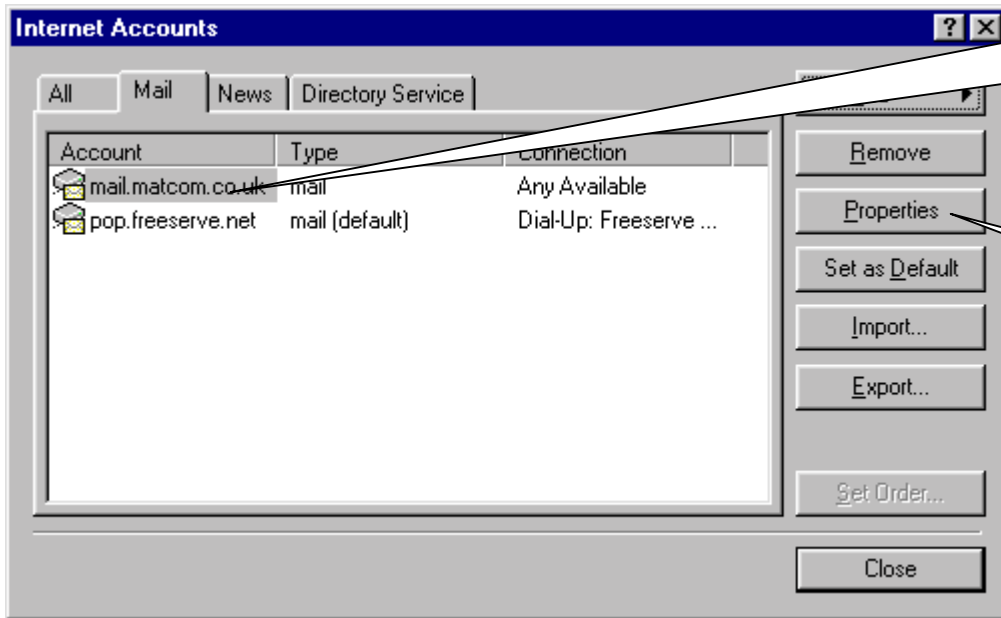 Internet Accounts
All Mail News Directory Service
Account Type Connection
mail.matcom.co.uk mail Any Available
pop.freeserve.net mail (default) Dial-Up: Freeserve ...
Remove
Properties
Set as Default
Import...
Export...
Set Order...
Close